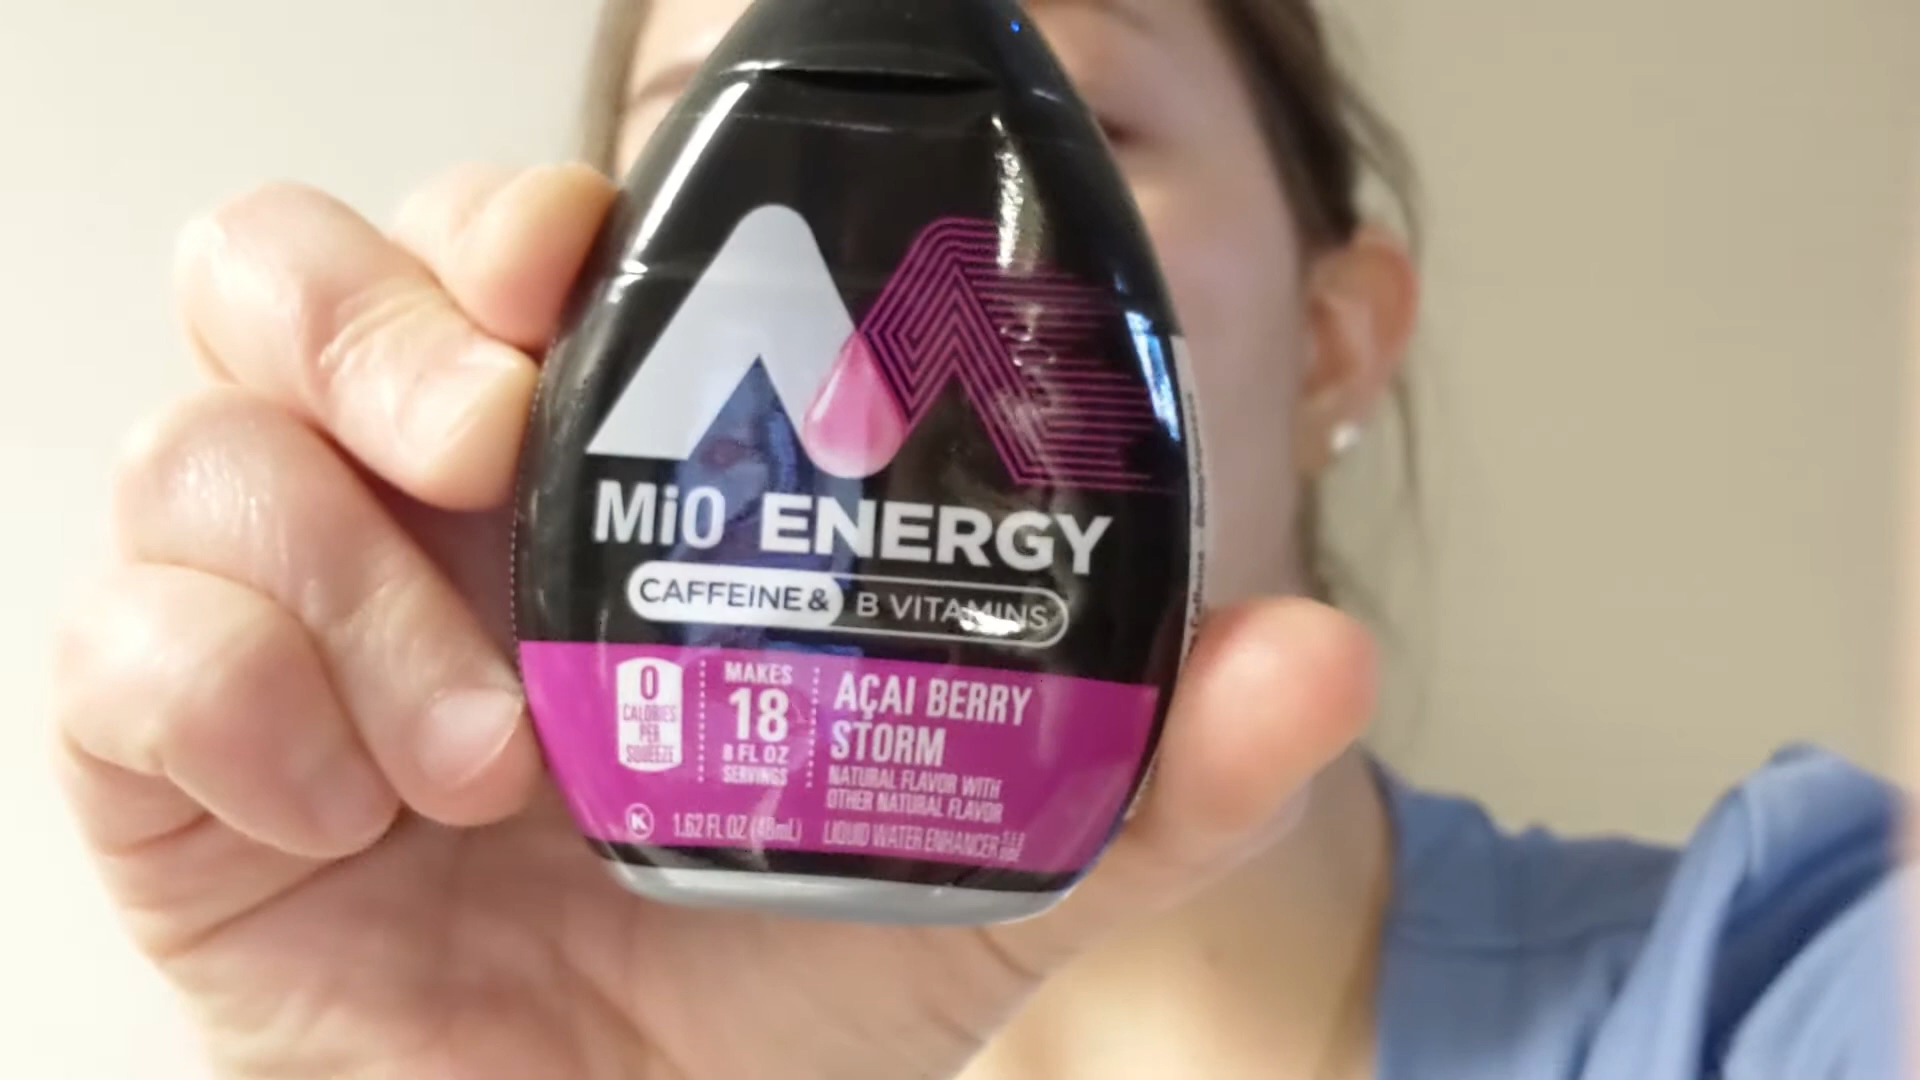 MiO ENERGY
CAFFEINE & B VITAMINS
0
CALORIES
PER
SQUEEZE
MAKES
18
8 FL OZ
SERVINGS
AÇAI BERRY
STORM
NATURAL FLAVOR WITH
OTHER NATURAL FLAVOR
K
1.62 FL OZ (48mL)
LIQUID WATER ENHANCER